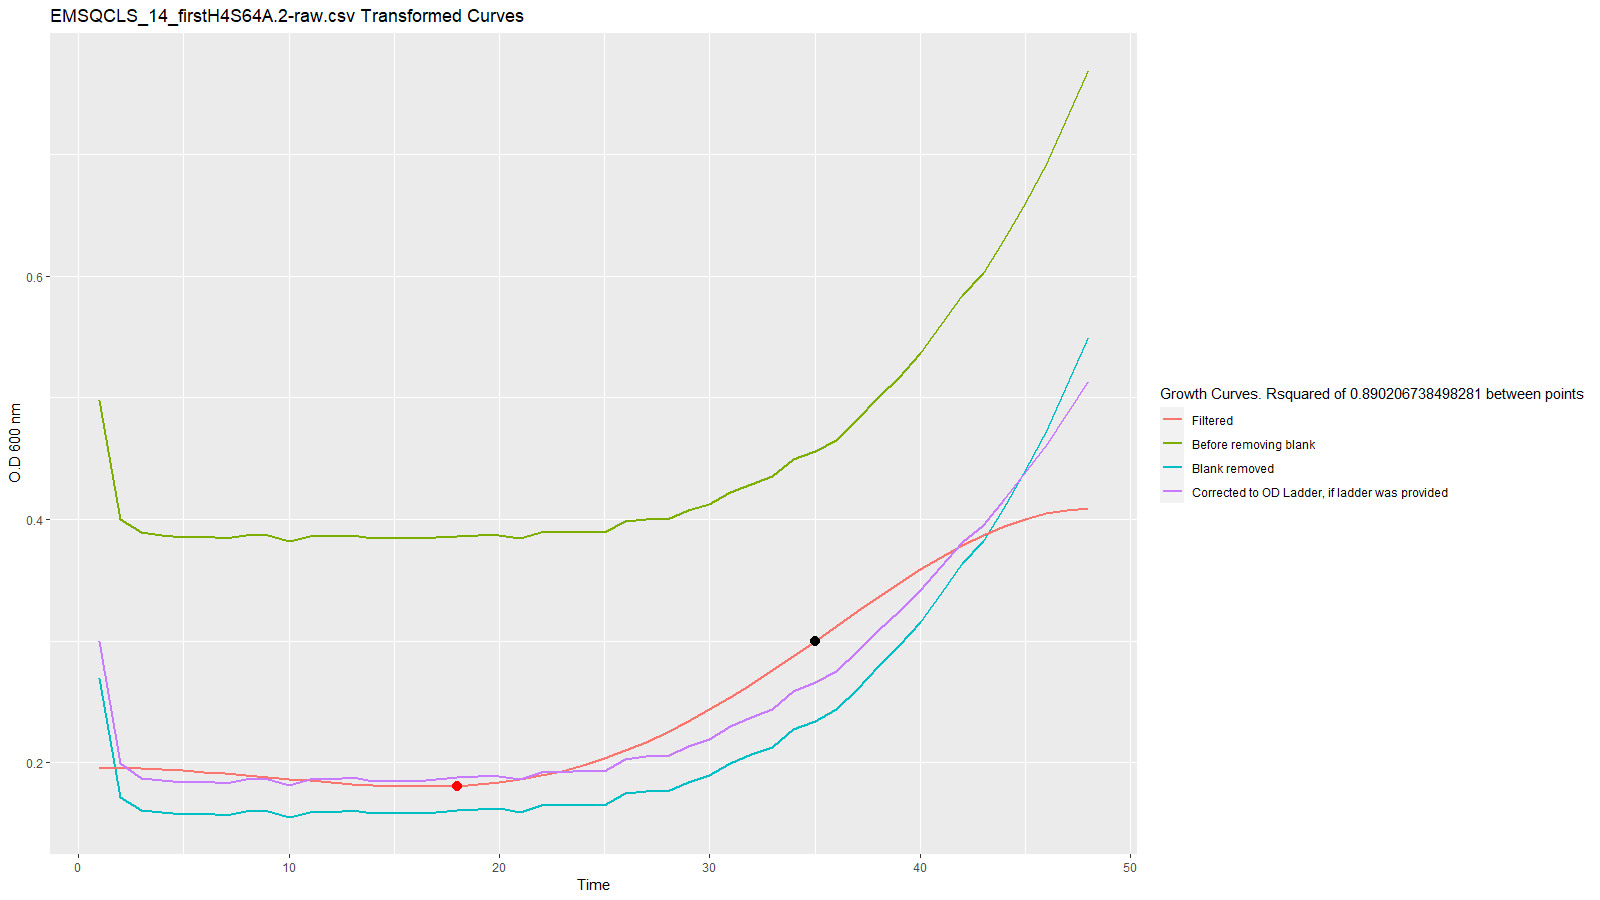 EMSQCLS_14_firstH4S64A.2-raw.csv Transformed Curves
O.D 600 nm
0.6
0.4
0.2
0 10 20 30 40 50
Time
Growth Curves. Rsquared of 0.890206738498281 between points
Filtered
Before removing blank
Blank removed
Corrected to OD Ladder, if ladder was provided